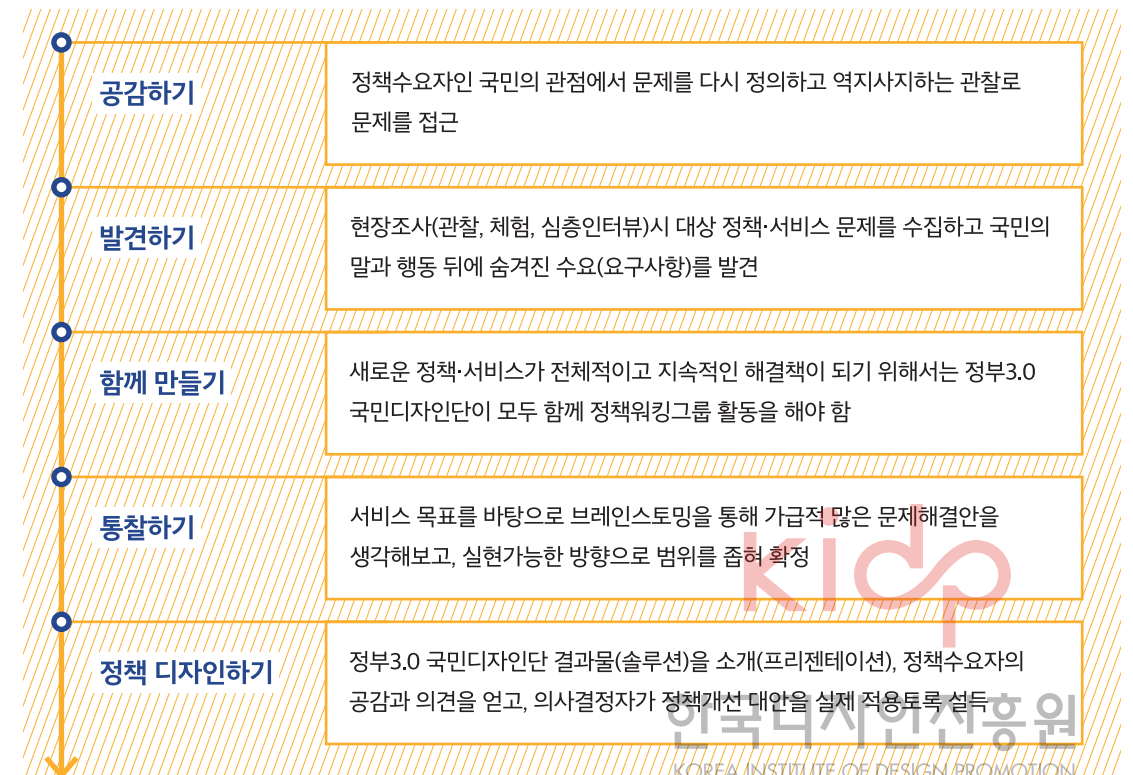 공감하기
정책수요자인 국민의 관점에서 문제를 다시 정의하고 역지사지하는 관찰로
문제를 접근
발견하기
현장조사(관찰, 체험, 심층인터뷰)시 대상 정책·서비스 문제를 수집하고 국민의
말과 행동 뒤에 숨겨진 수요(요구사항)를 발견
함께 만들기
새로운 정책·서비스가 전체적이고 지속적인 해결책이 되기 위해서는 정부3.0
국민디자인단이 모두 함께 정책워킹그룹 활동을 해야 함
통찰하기
서비스 목표를 바탕으로 브레인스토밍을 통해 가급적 많은 문제해결안을
생각해보고, 실현가능한 방향으로 범위를 좁혀 확정
kidp
정책 디자인하기
정부3.0 국민디자인단 결과물(솔루션)을 소개(프리젠테이션), 정책수요자의
공감과 의견을 얻고, 의사결정자가 정책개선 대안을 실제 적용토록 설득
한국디자인진흥원
KOREA INSTITUTE OF DESIGN PROMOTION